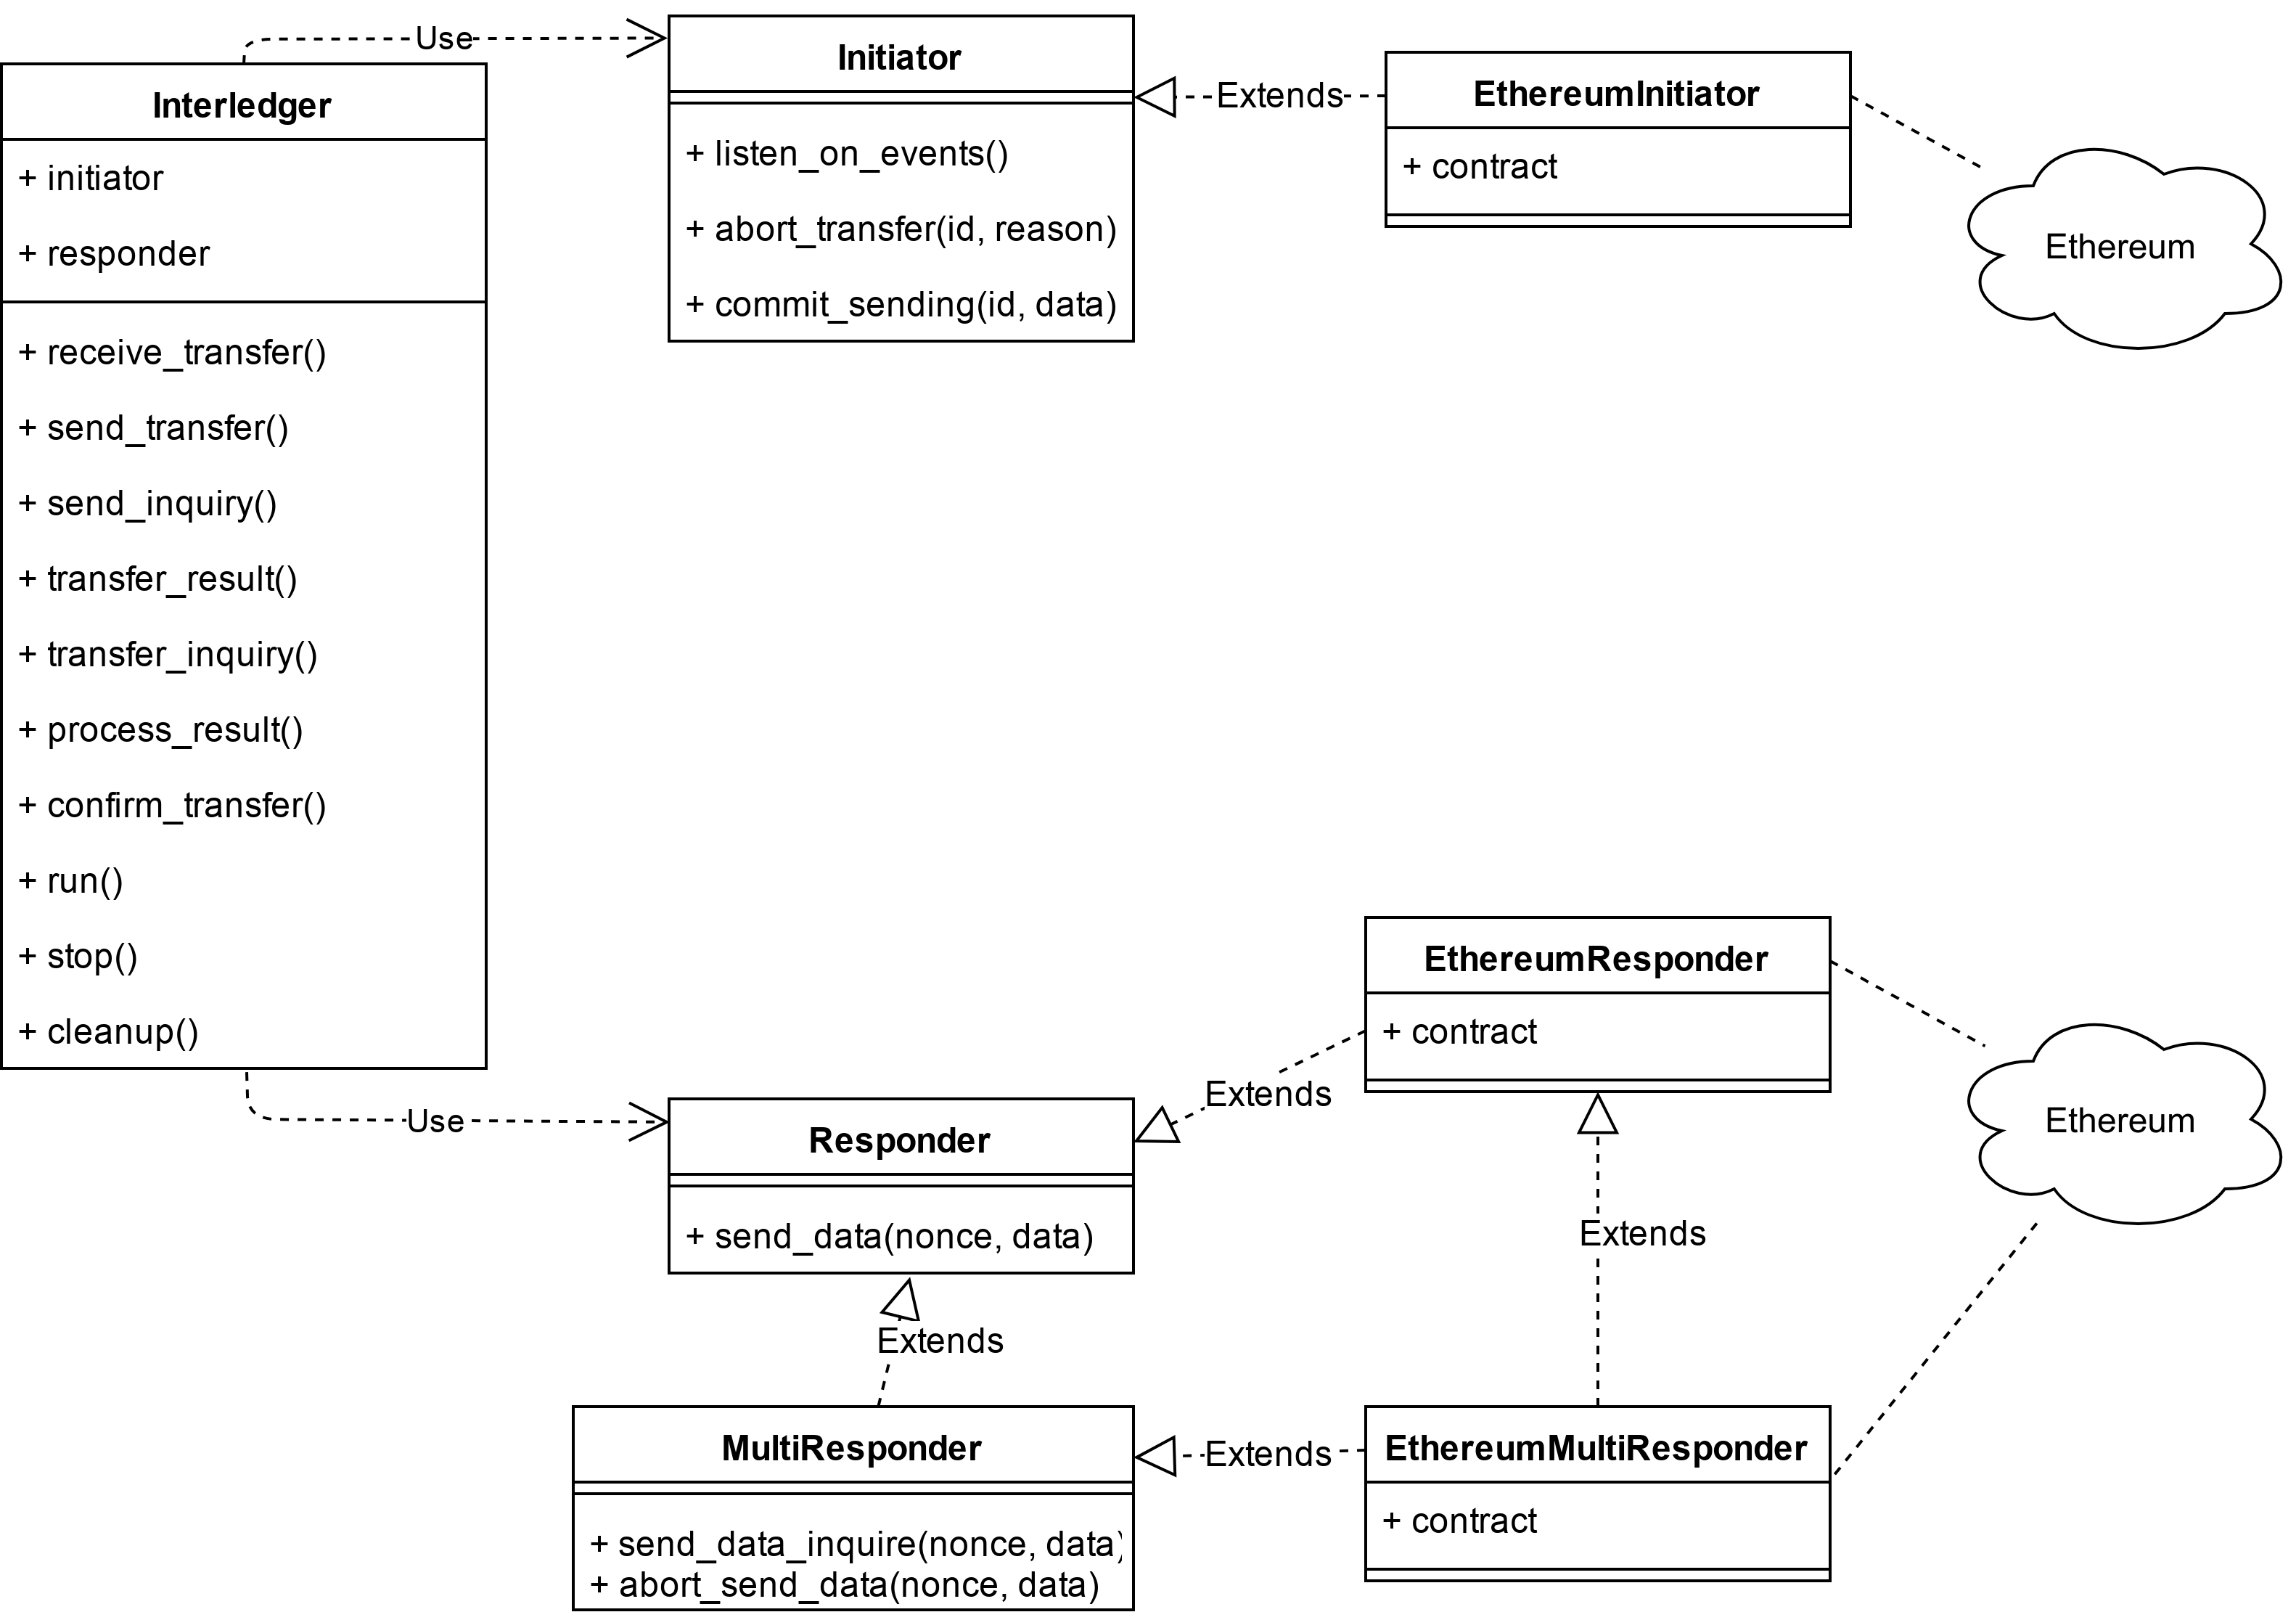 Use
Interledger
+ initiator
+ responder
+ receive_transfer()
+ send_transfer()
+ send_inquiry()
+ transfer_result()
+ transfer_inquiry()
+ process_result()
+ confirm_transfer()
+ run()
+ stop()
+ cleanup()
Use
Initiator
+ listen_on_events()
+ abort_transfer(id, reason)
+ commit_sending(id, data)
Extends
EthereumInitiator
+ contract
Ethereum
Responder
+ send_data(nonce, data)
Extends
EthereumResponder
+ contract
Ethereum
Extends
Extends
MultiResponder
+ send_data_inquire(nonce, data)
+ abort_send_data(nonce, data)
Extends
EthereumMultiResponder
+ contract